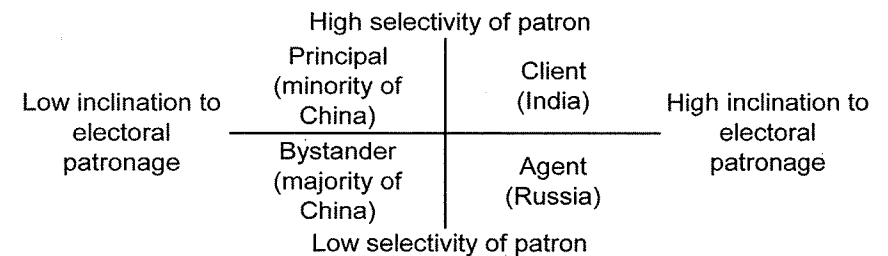 High selectivity of patron
Principal
(minority of
China)
Client
(India)
Low inclination to
electoral
patronage
High inclination to
electoral
patronage
Bystander
(majority of
China)
Agent
(Russia)
Low selectivity of patron